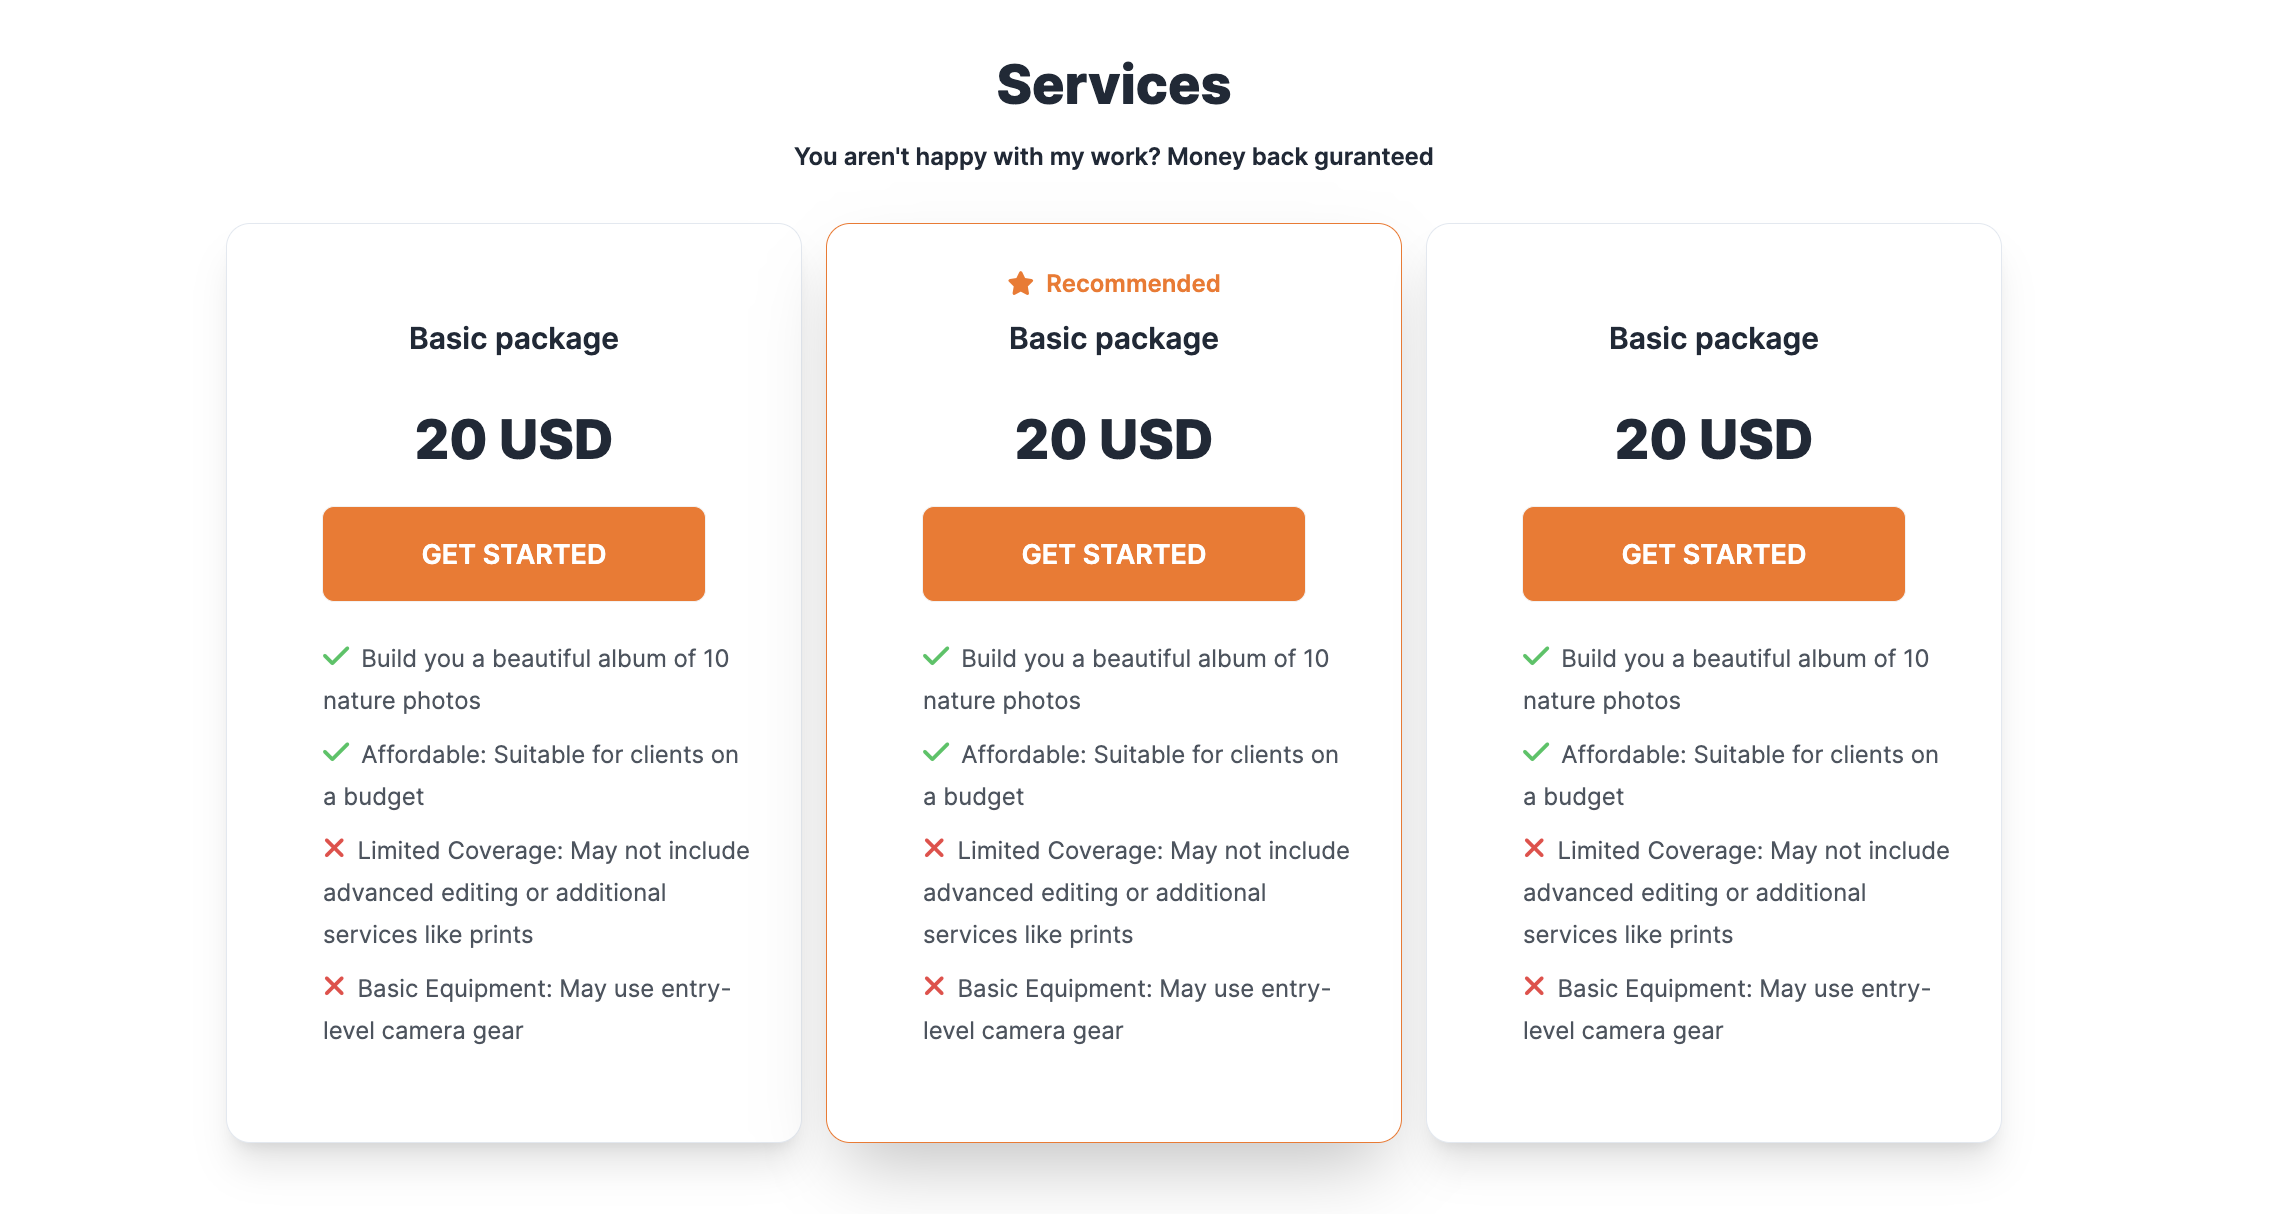 Services
You aren't happy with my work? Money back guranteed
Basic package
20 USD
GET STARTED
Build you a beautiful album of 10
nature photos
Affordable: Suitable for clients on
a budget
Limited Coverage: May not include
advanced editing or additional
services like prints
Basic Equipment: May use entry-
level camera gear
Recommended
Basic package
20 USD
GET STARTED
Build you a beautiful album of 10
nature photos
Affordable: Suitable for clients on
a budget
Limited Coverage: May not include
advanced editing or additional
services like prints
Basic Equipment: May use entry-
level camera gear
Basic package
20 USD
GET STARTED
Build you a beautiful album of 10
nature photos
Affordable: Suitable for clients on
a budget
Limited Coverage: May not include
advanced editing or additional
services like prints
Basic Equipment: May use entry-
level camera gear